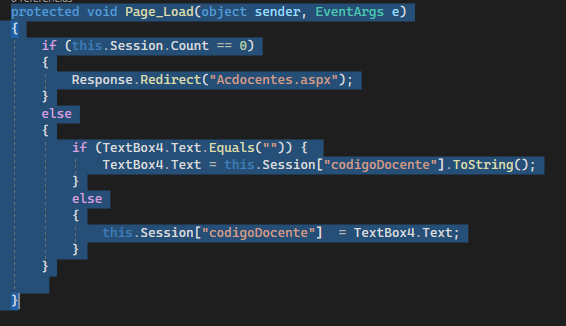 protected void Page_Load(object sender, EventArgs e)
{
if (this.Session.Count == 0)
{
Response.Redirect("Acdocentes.aspx");
}
else
{
if (TextBox4.Text.Equals("")) {
TextBox4.Text = this.Session["codigoDocente"].ToString();
}
else
{
this.Session["codigoDocente"]  = TextBox4.Text;
}
}
}